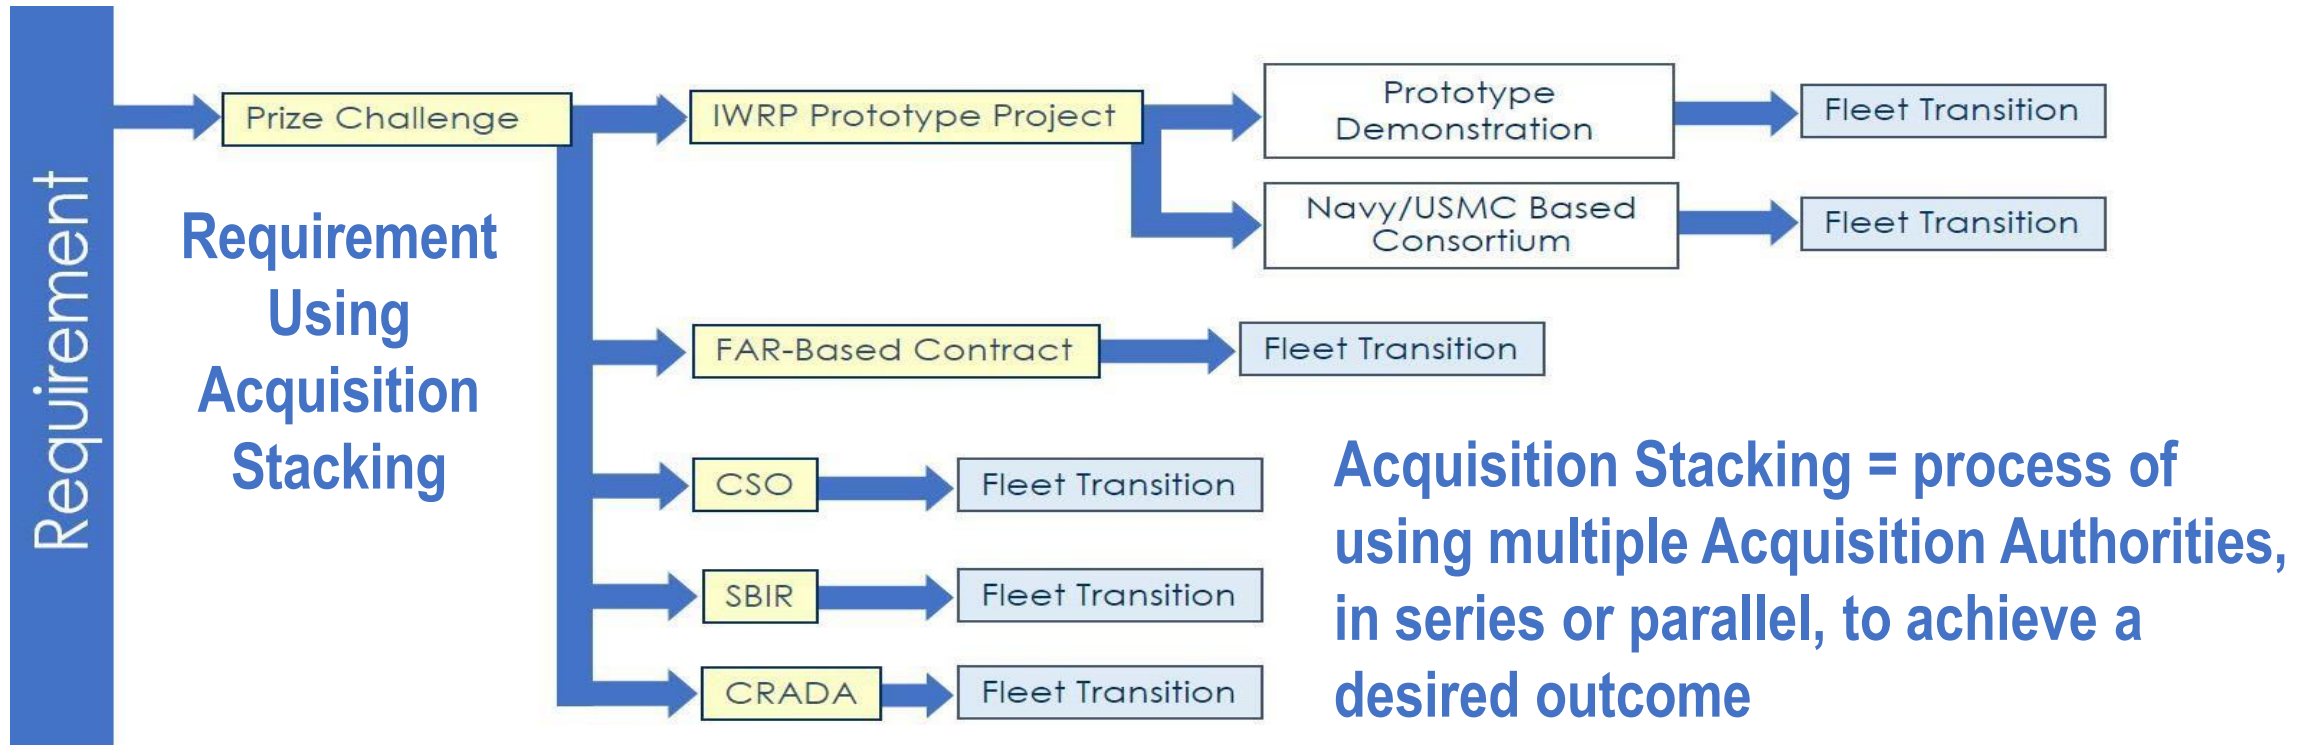 Requirement
Prize Challenge
IWRP Prototype Project
Prototype
Demonstration
Fleet Transition
Navy/USMC Based
Consortium
Fleet Transition
Requirement
Using
Acquisition
Stacking
FAR-Based Contract
Fleet Transition
CSO
Fleet Transition
SBIR
Fleet Transition
CRADA
Fleet Transition
Acquisition Stacking = process of
using multiple Acquisition Authorities,
in series or parallel, to achieve a
desired outcome